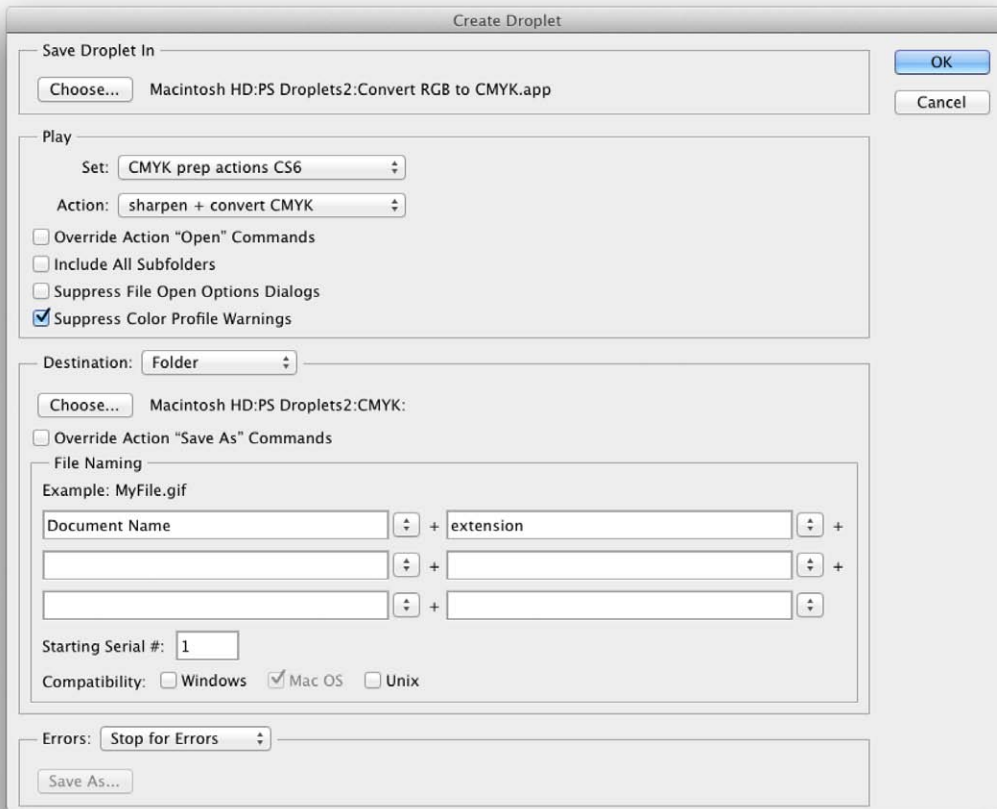 Create Droplet
Save Droplet In
OK
Choose... Macintosh HD:PS Droplets2:Convert RGB to CMYK.app
Cancel
Play
Set: CMYK prep actions CS6
Action: sharpen + convert CMYK
Override Action “Open” Commands
Include All Subfolders
Suppress File Open Options Dialogs
Suppress Color Profile Warnings
Destination: Folder
Choose... Macintosh HD:PS Droplets2:CMYK:
Override Action “Save As” Commands
File Naming
Example: MyFile.gif
Document Name + extension +
+ +
+
Starting Serial #: 1
Compatibility: Windows Mac OS Unix
Errors: Stop for Errors
Save As...